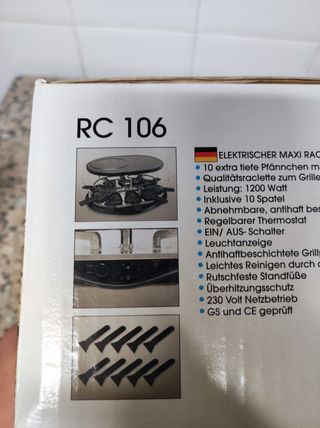 RC 106
ELEKTRISCHER MAXI RAC
• 10 extra tiefe Pfännchen m
• Qualitätsraclette zum Grille
• Leistung: 1200 Watt
• Inklusive 10 Spatel
• Abnehmbare, antihaft bes
• Regelbarer Thermostat
• EIN/ AUS- Schalter
• Leuchtanzeige
• Antihaftbeschichtete Grillp
• Leichtes Reinigen durch a
• Rutschfeste Standfüße
• Überhitzungsschutz
• 230 Volt Netzbetrieb
• GS und CE geprüft